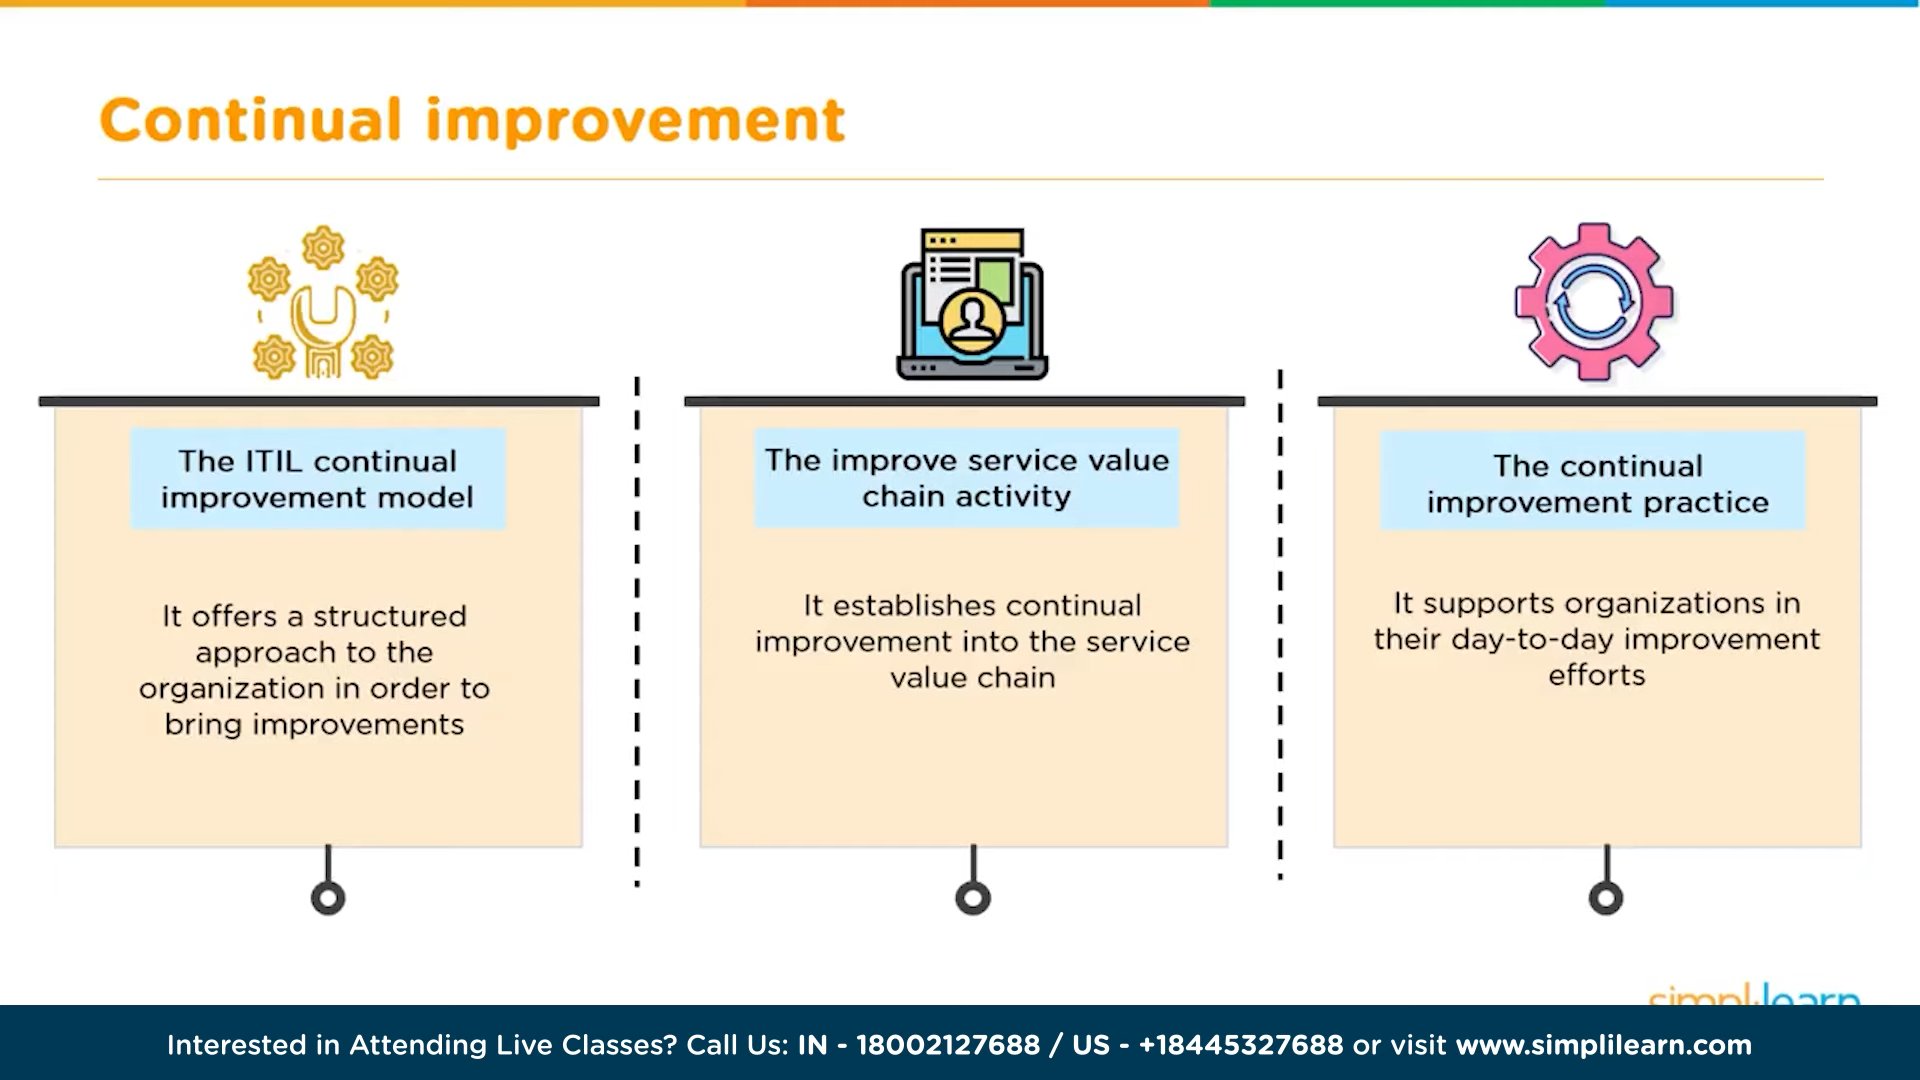 Continual improvement
The ITIL continual
improvement model
It offers a structured
approach to the
organization in order to
bring improvements
The improve service value
chain activity
It establishes continual
improvement into the service
value chain
The continual
improvement practice
It supports organizations in
their day-to-day improvement
efforts
simplilearn
Interested in Attending Live Classes? Call Us: IN - 18002127688 / US - +18445327688 or visit www.simplilearn.com